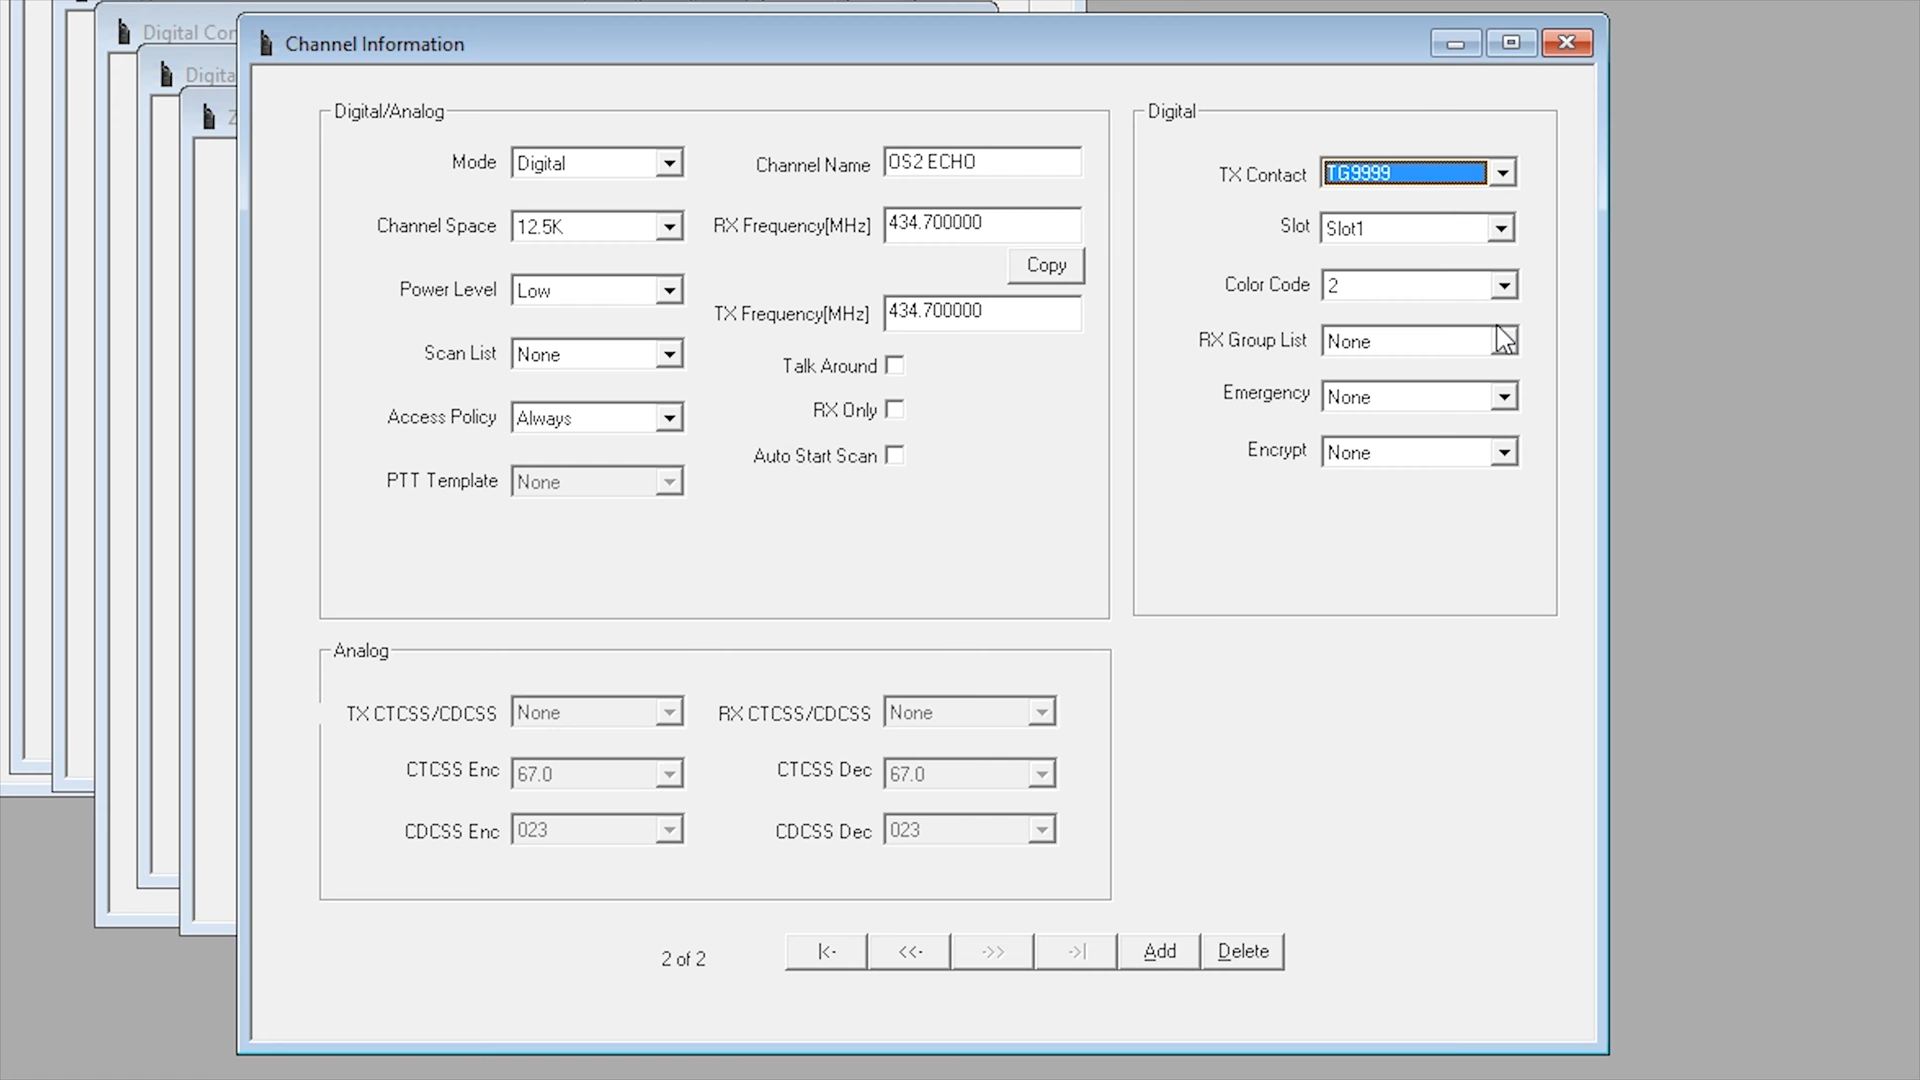 Digital Con
Digita
Z
Channel Information
Digital/Analog
Mode Digital
Channel Name OS2 ECHO
Channel Space 12.5K
RX Frequency[MHz] 434.700000
Copy
Power Level Low
TX Frequency[MHz] 434.700000
Scan List None
Talk Around
Access Policy Always
RX Only
Auto Start Scan
PTT Template None
Digital
TX Contact TG9999
Slot Slot1
Color Code 2
RX Group List None
Emergency None
Encrypt None
Analog
TX CTCSS/CDCSS None
RX CTCSS/CDCSS None
CTCSS Enc 67.0
CTCSS Dec 67.0
CDCSS Enc 023
CDCSS Dec 023
2 of 2
|<- <<- ->> ->| Add Delete